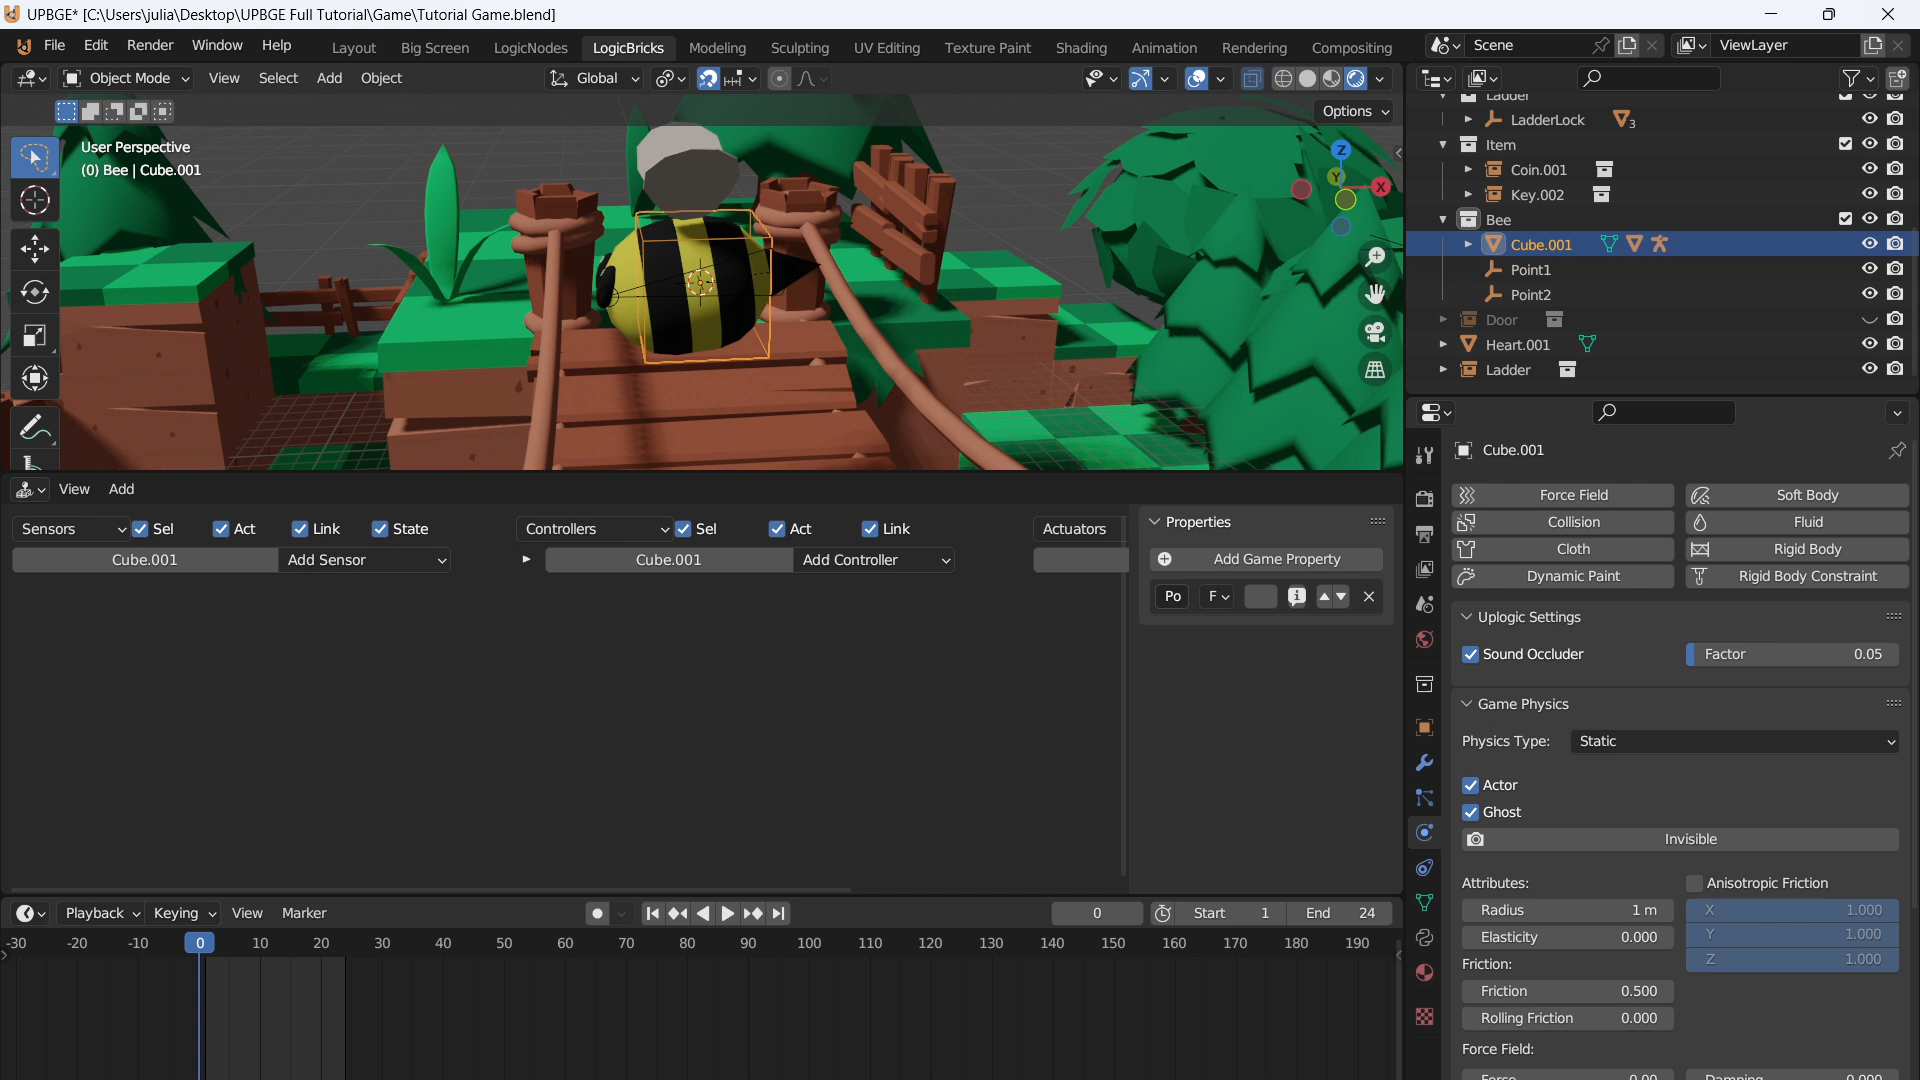 UPBGE* [C:\Users\julia\Desktop\UPBGE Full Tutorial\Game\Tutorial Game.blend]
File Edit Render Window Help Layout Big Screen LogicNodes LogicBricks Modeling Sculpting UV Editing Texture Paint Shading Animation Rendering Compositing Scene ViewLayer
Object Mode View Select Add Object Global
Options
User Perspective
(0) Bee | Cube.001
Z
Y
X
Ladder
LadderLock 3
Item
Coin.001
Key.002
Bee
Cube.001
Point1
Point2
Door
Heart.001
Ladder
View Add
Sensors Sel Act Link State Controllers Sel Act Link Actuators
Cube.001 Add Sensor Cube.001 Add Controller
Properties
Add Game Property
Po F
Cube.001
Force Field Soft Body
Collision Fluid
Cloth Rigid Body
Dynamic Paint Rigid Body Constraint
Uplogic Settings
Sound Occluder Factor 0.05
Game Physics
Physics Type: Static
Actor
Ghost
Invisible
Attributes: Anisotropic Friction
Radius 1 m X 1.000
Elasticity 0.000 Y 1.000
Friction: Z 1.000
Friction 0.500
Rolling Friction 0.000
Force Field:
Force 0.00 Damping 0.000
Playback Keying View Marker 0 Start 1 End 24
-30 -20 -10 0 10 20 30 40 50 60 70 80 90 100 110 120 130 140 150 160 170 180 190